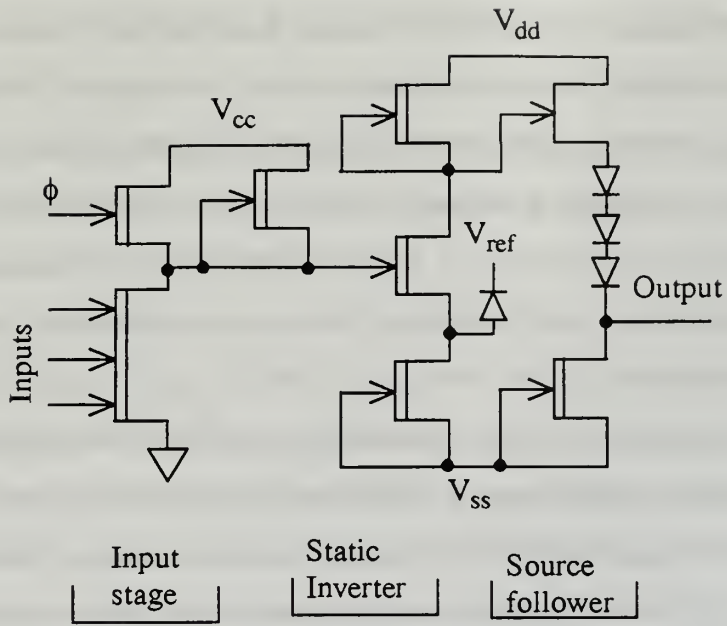 V_dd
V_cc
ϕ
V_ref
Output
Inputs
V_ss
Input stage
Static Inverter
Source follower